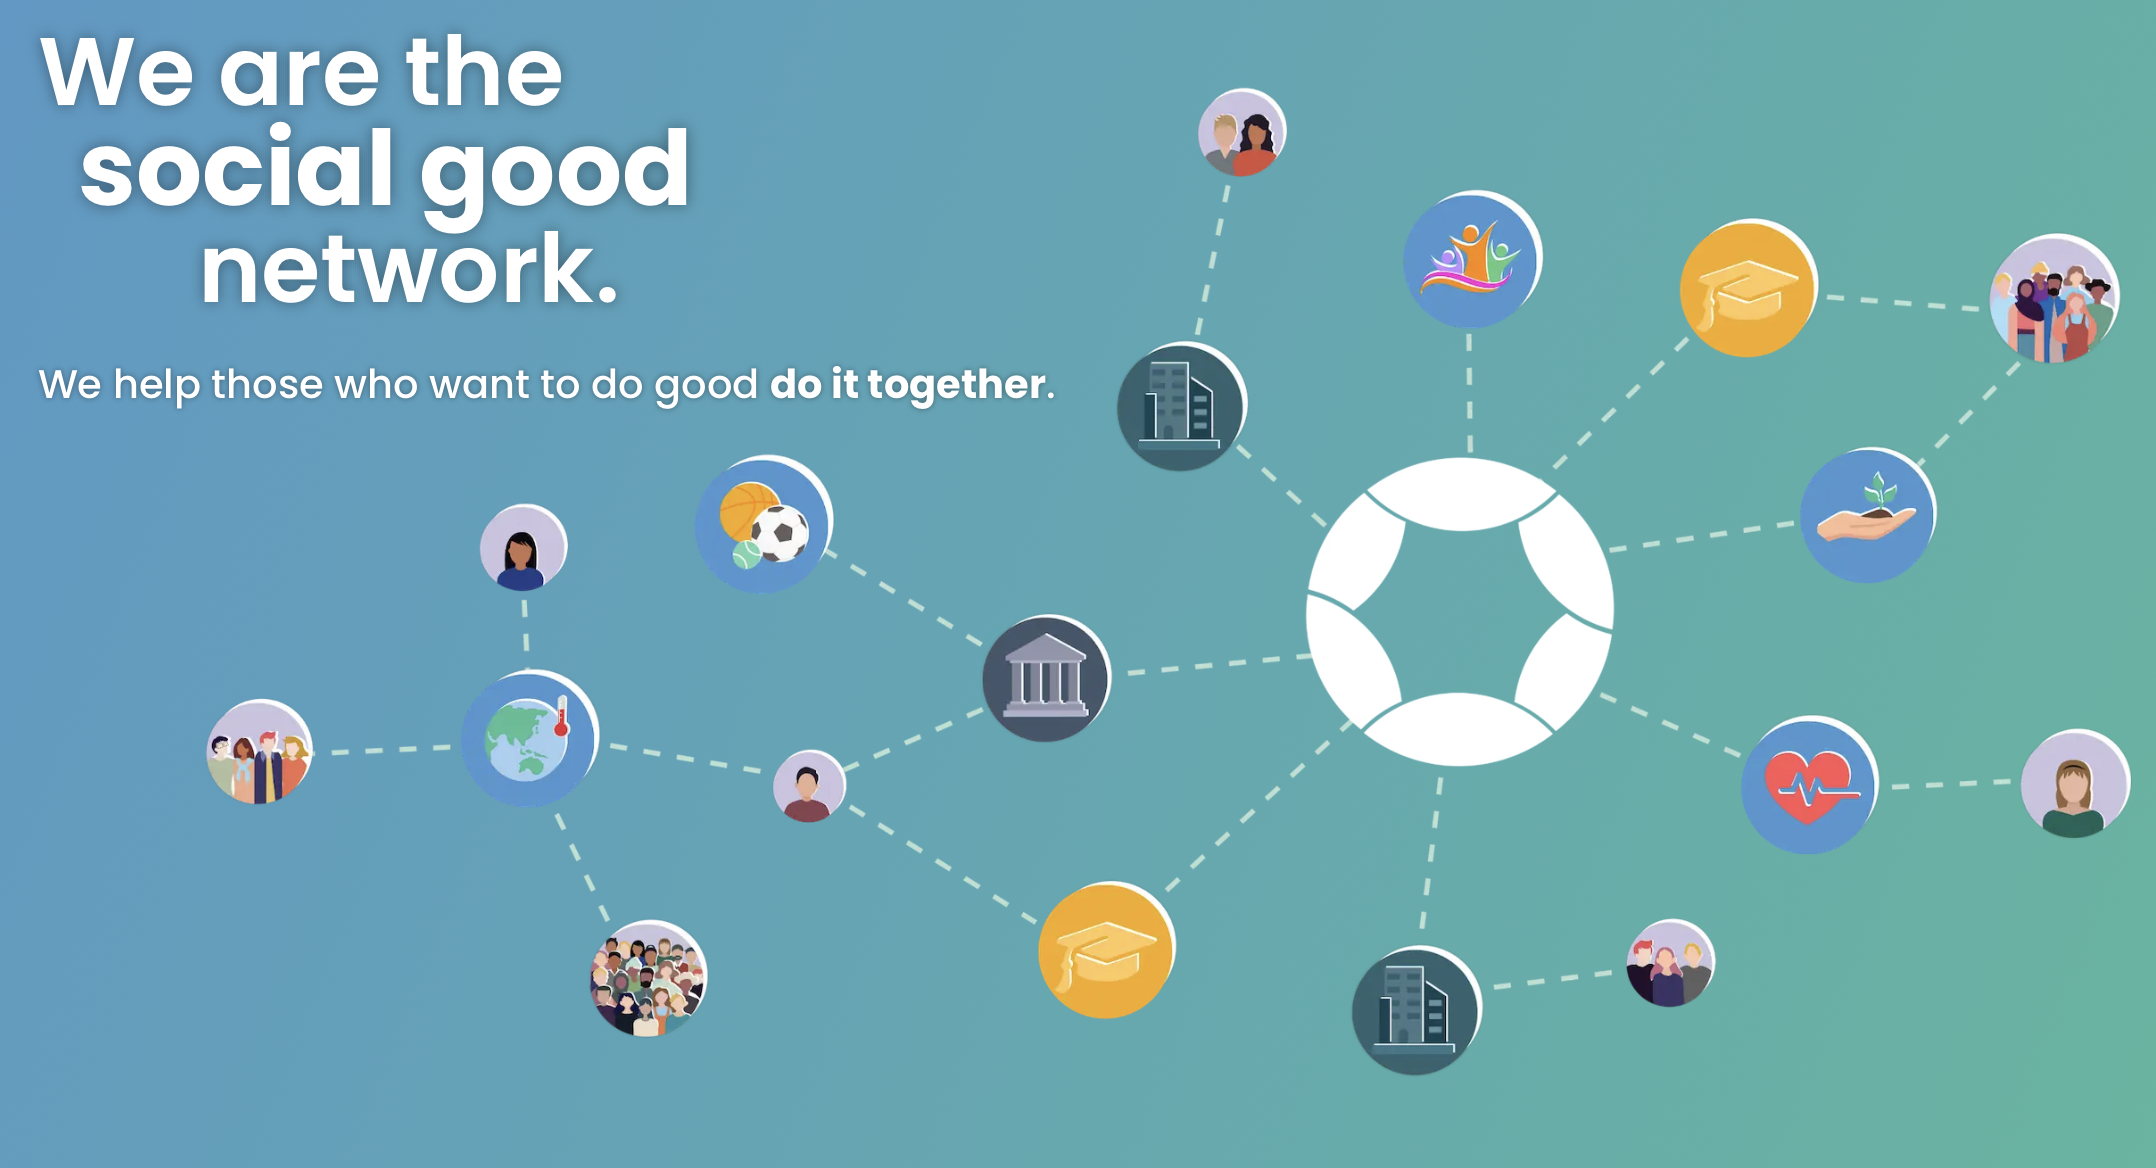 We are the
social good
network.
We help those who want to do good do it together.